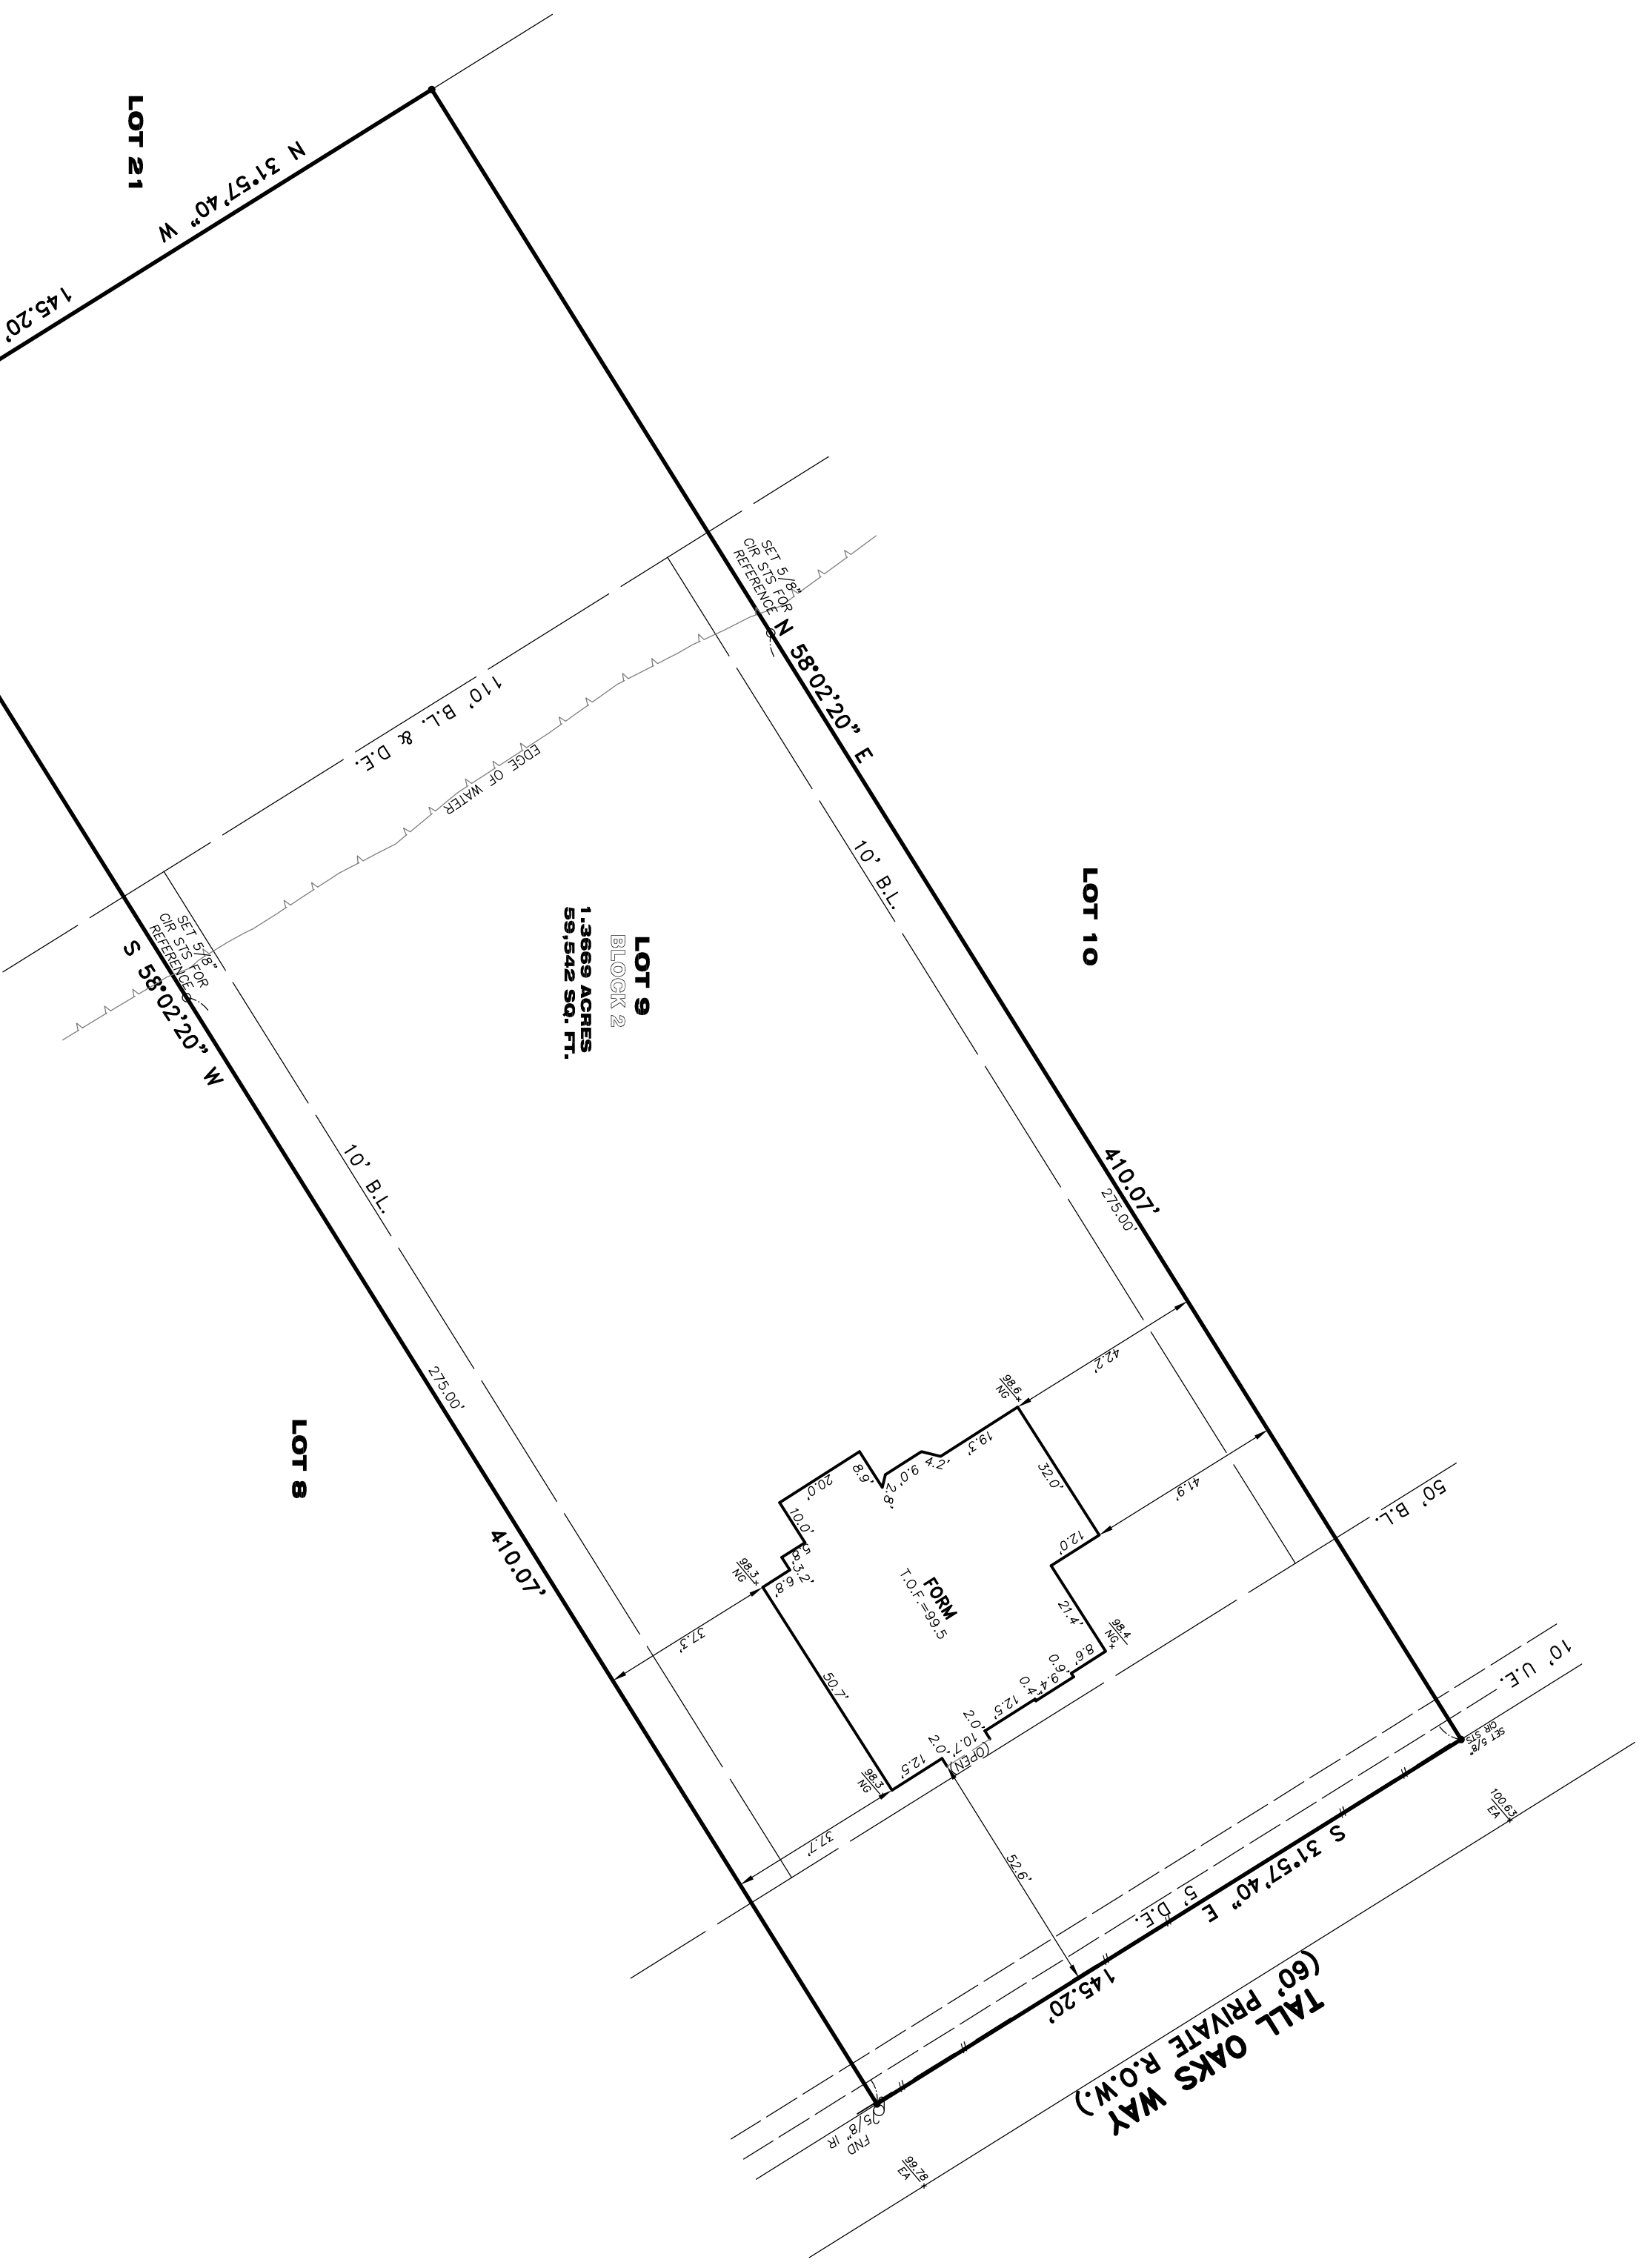 LOT 21
N 31°57'40" W
145.20'
SET 5/8"
CIR STS FOR
REFERENCE
N 58°02'20" E
110' B.L. & D.E.
EDGE OF WATER
10' B.L.
LOT 10
LOT 9
BLOCK 2
1.3669 ACRES
59,542 SQ. FT.
SET 5/8"
CIR STS FOR
REFERENCE
S 58°02'20" W
10' B.L.
410.07'
275.00'
275.00'
LOT 8
410.07'
42.2'
98.6
NG
19.3'
4.2'
9.0'
2.8'
8.9'
20.0'
10.0'
3.2'
6.8'
98.3
NG
37.3'
50.7'
32.0'
41.9'
12.0'
FORM
T.O.F.=99.5
21.4'
98.4
NG
8.6'
0.6'
9.4'
0.4'
12.5'
2.0'
10.7'
(OPEN)
2.0'
12.5'
98.3
NG
37.7'
52.6'
50' B.L.
10' U.E.
SET 5/8"
CIR STS
100.63
EA
S 31°57'40" E
5' D.E.
145.20'
TALL OAKS WAY
(60' PRIVATE R.O.W.)
FND
5/8" IR
99.78
EA